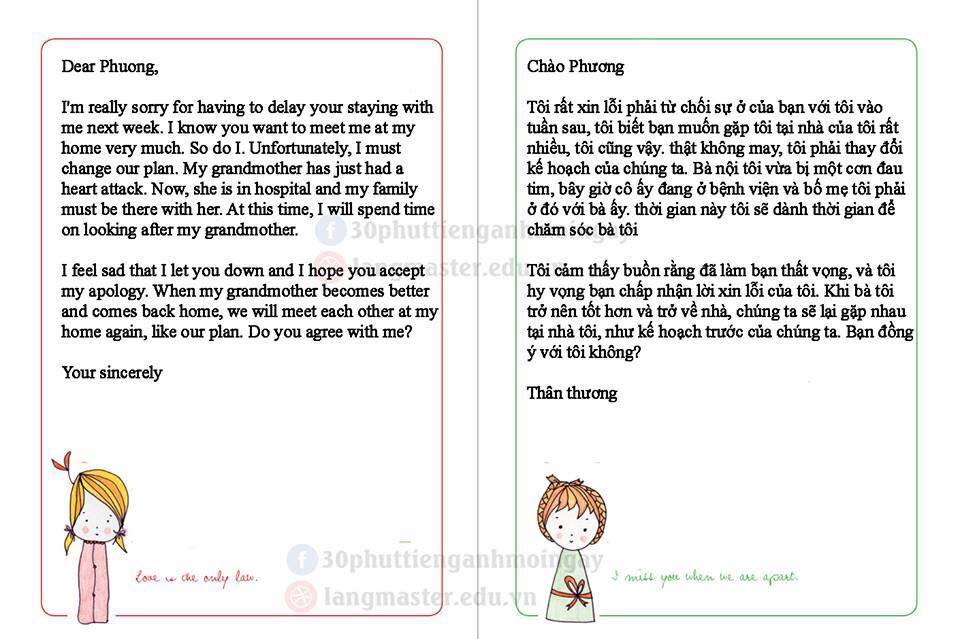 Dear Phuong,
I'm really sorry for having to delay your staying with
me next week. I know you want to meet me at my
home very much. So do I. Unfortunately, I must
change our plan. My grandmother has just had a
heart attack. Now, she is in hospital and my family
must be there with her. At this time, I will spend time
on looking after my grandmother.
I feel sad that I let you down and I hope you accept
my apology. When my grandmother becomes better
and comes back home, we will meet each other at my
home again, like our plan. Do you agree with me?
Your sincerely
Love is the only law.
Chào Phương
Tôi rất xin lỗi phải từ chối sự ở của bạn với tôi vào
tuần sau, tôi biết bạn muốn gặp tôi tại nhà của tôi rất
nhiều, tôi cũng vậy. thật không may, tôi phải thay đổi
kế hoạch của chúng ta. Bà nội tôi vừa bị một cơn đau
tim, bây giờ cô ấy đang ở bệnh viện và bố mẹ tôi phải
ở đó với bà ấy. thời gian này tôi sẽ dành thời gian để
chăm sóc bà tôi
Tôi cảm thấy buồn rằng đã làm bạn thất vọng, và tôi
hy vọng bạn chấp nhận lời xin lỗi của tôi. Khi bà tôi
trở nên tốt hơn và trở về nhà, chúng ta sẽ lại gặp nhau
tại nhà tôi, như kế hoạch trước của chúng ta. Bạn đồng
ý với tôi không?
Thân thương
I miss you when we are apart.
f 30phuttienganhmoingay
langmaster.edu.vn
f 30phuttienganhmoingay
langmaster.edu.vn